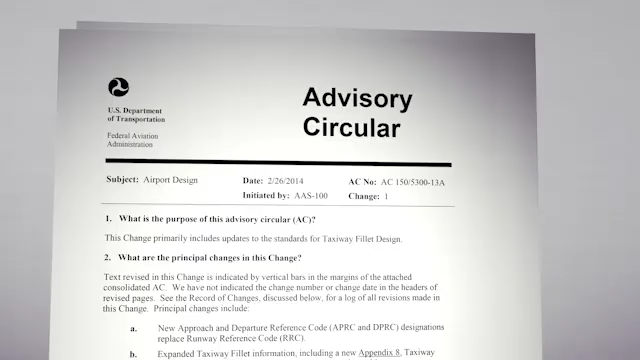 Advisory
Circular
U.S. Department
of Transportation
Federal Aviation
Administration
Subject: Airport Design
Date: 2/26/2014
AC No: AC 150/5300-13A
Initiated by: AAS-100
Change: 1
1. What is the purpose of this advisory circular (AC)?
This Change primarily includes updates to the standards for Taxiway Fillet Design.
2. What are the principal changes in this Change?
Text revised in this Change is indicated by vertical bars in the margins of the attached
consolidated AC. We have not indicated the change number or change date in the headers of
revised pages. See the Record of Changes, discussed below, for a log of all revisions made in
this Change. Principal changes include:
a. New Approach and Departure Reference Code (APRC and DPRC) designations
replace Runway Reference Code (RRC).
b. Expanded Taxiway Fillet information, including a new Appendix 8, Taxiway